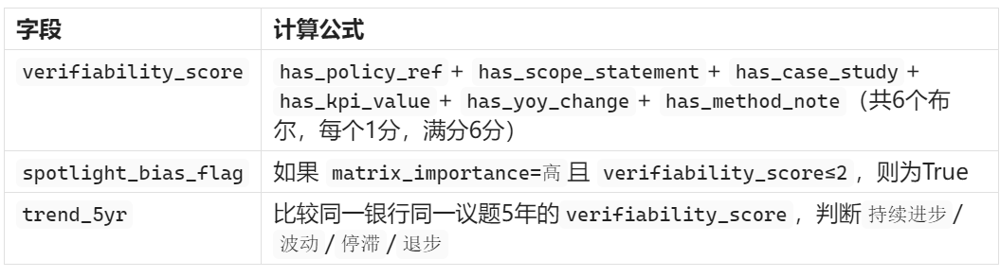 字段 计算公式
verifiability_score has_policy_ref + has_scope_statement + has_case_study +
has_kpi_value + has_yoy_change + has_method_note（共6个布
尔，每个1分，满分6分）
spotlight_bias_flag 如果 matrix_importance=高 且 verifiability_score≤2，则为True
trend_5yr 比较同一银行同一议题5年的 verifiability_score，判断 持续进步 /
波动 / 停滞 / 退步